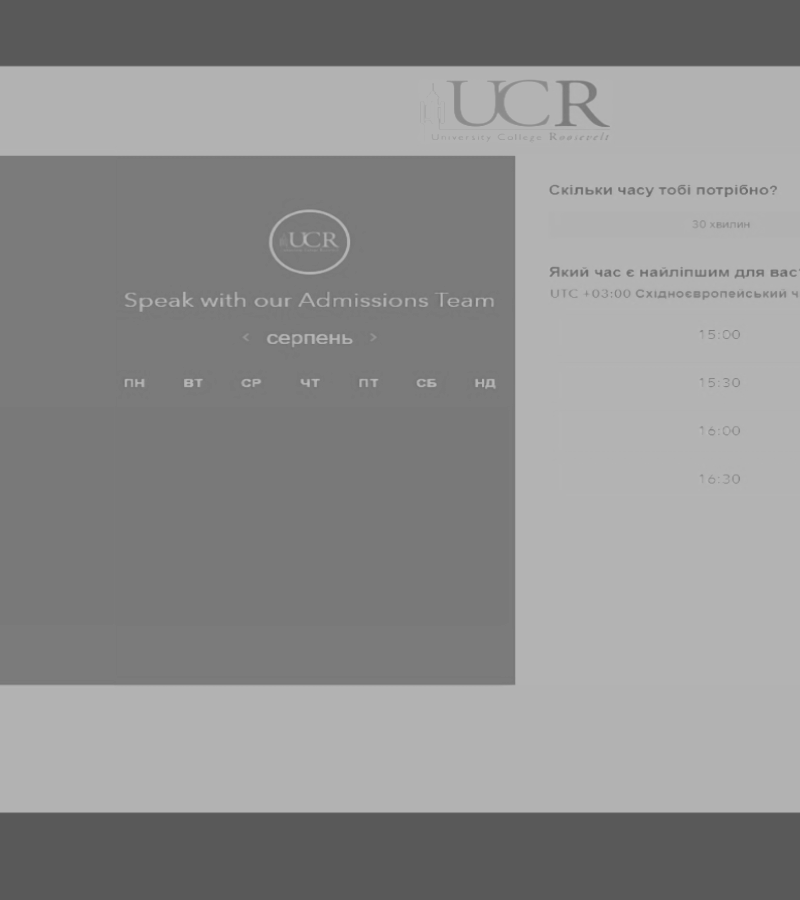 UCR
University College Roosevelt
UCR
Speak with our Admissions Team
< серпень >
ПН ВТ СР ЧТ ПТ СБ НД
Скільки часу тобі потрібно?
30 хвилин
Який час є найліпшим для вас?
UTC +03:00 Східноєвропейський ч
15:00
15:30
16:00
16:30